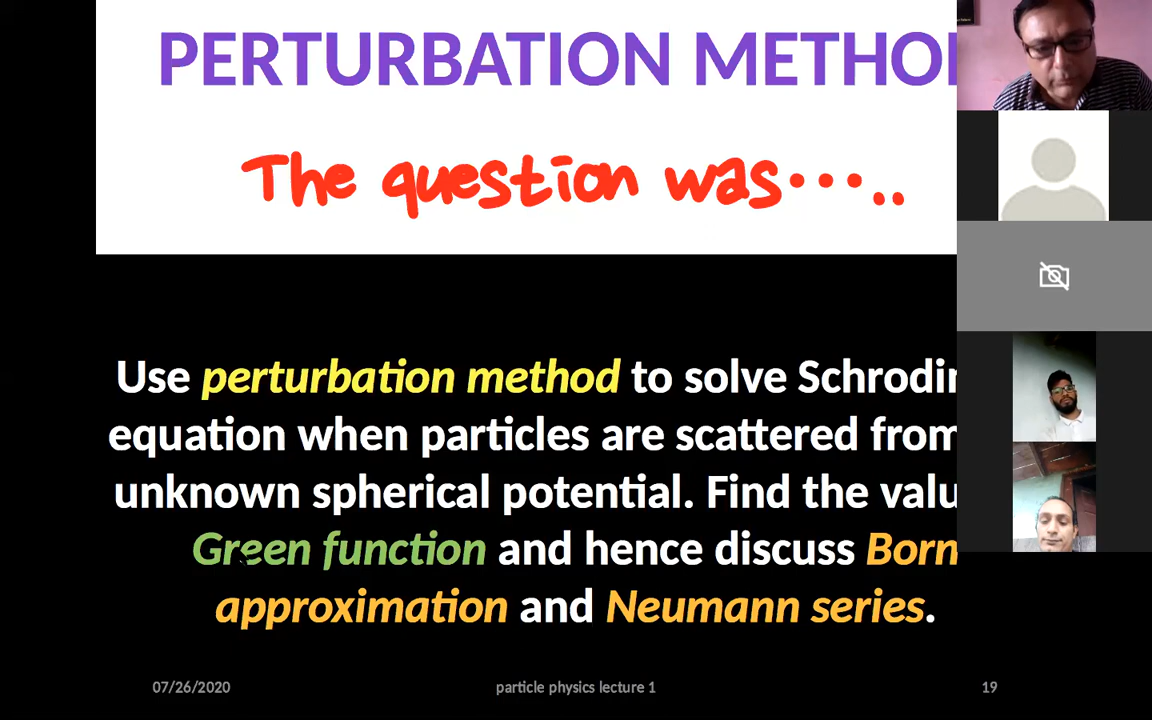 PERTURBATION METHO
The question was.....
Use perturbation method to solve Schrodin
equation when particles are scattered from
unknown spherical potential. Find the valu
Green function and hence discuss Born
approximation and Neumann series.
07/26/2020 particle physics lecture 1 19